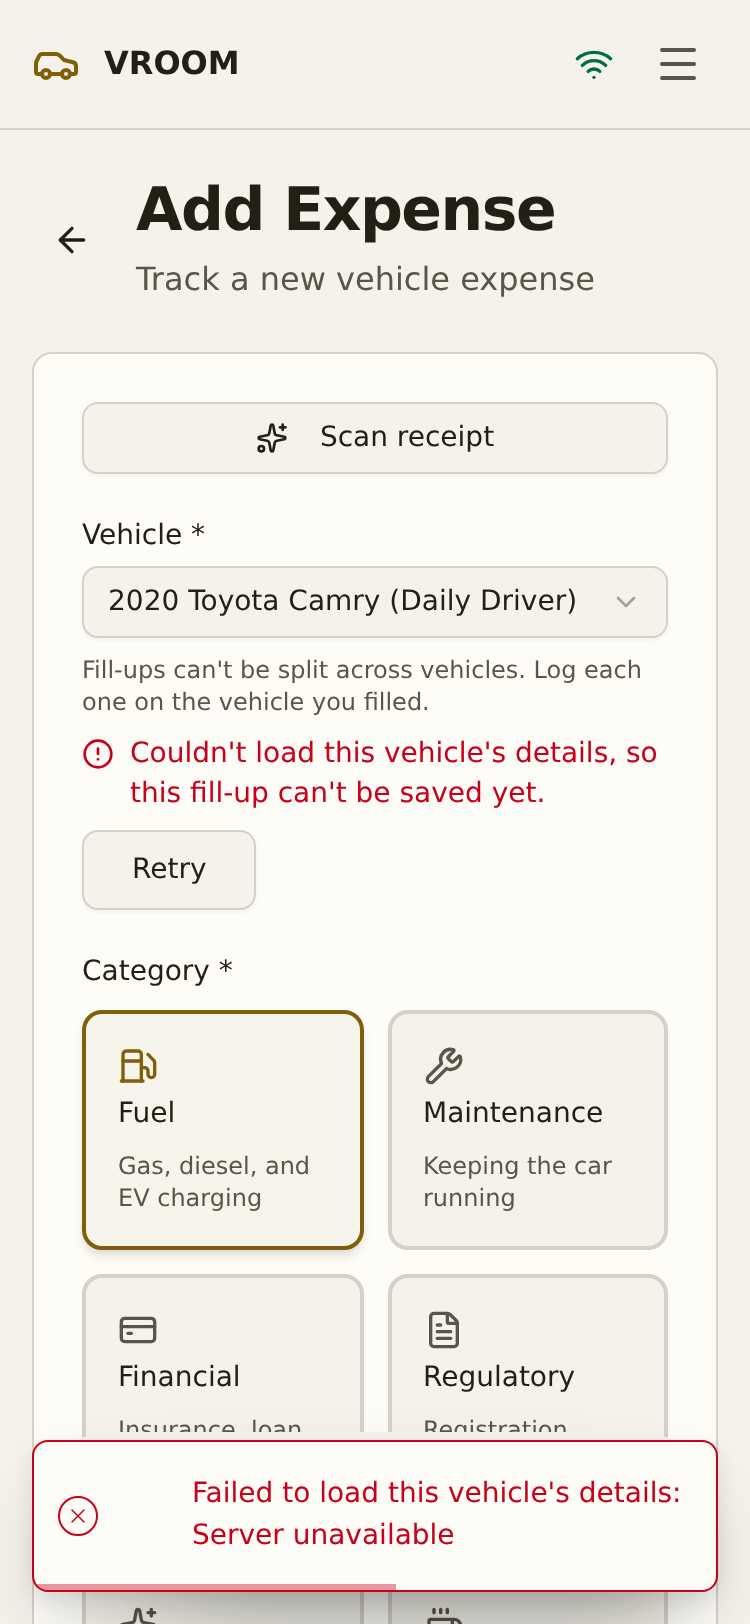 VROOM
Add Expense
Track a new vehicle expense
Scan receipt
Vehicle *
2020 Toyota Camry (Daily Driver)
Fill-ups can't be split across vehicles. Log each
one on the vehicle you filled.
Couldn't load this vehicle's details, so
this fill-up can't be saved yet.
Retry
Category *
Fuel
Gas, diesel, and
EV charging
Maintenance
Keeping the car
running
Financial
Insurance, loan
Regulatory
Registration
Failed to load this vehicle's details:
Server unavailable